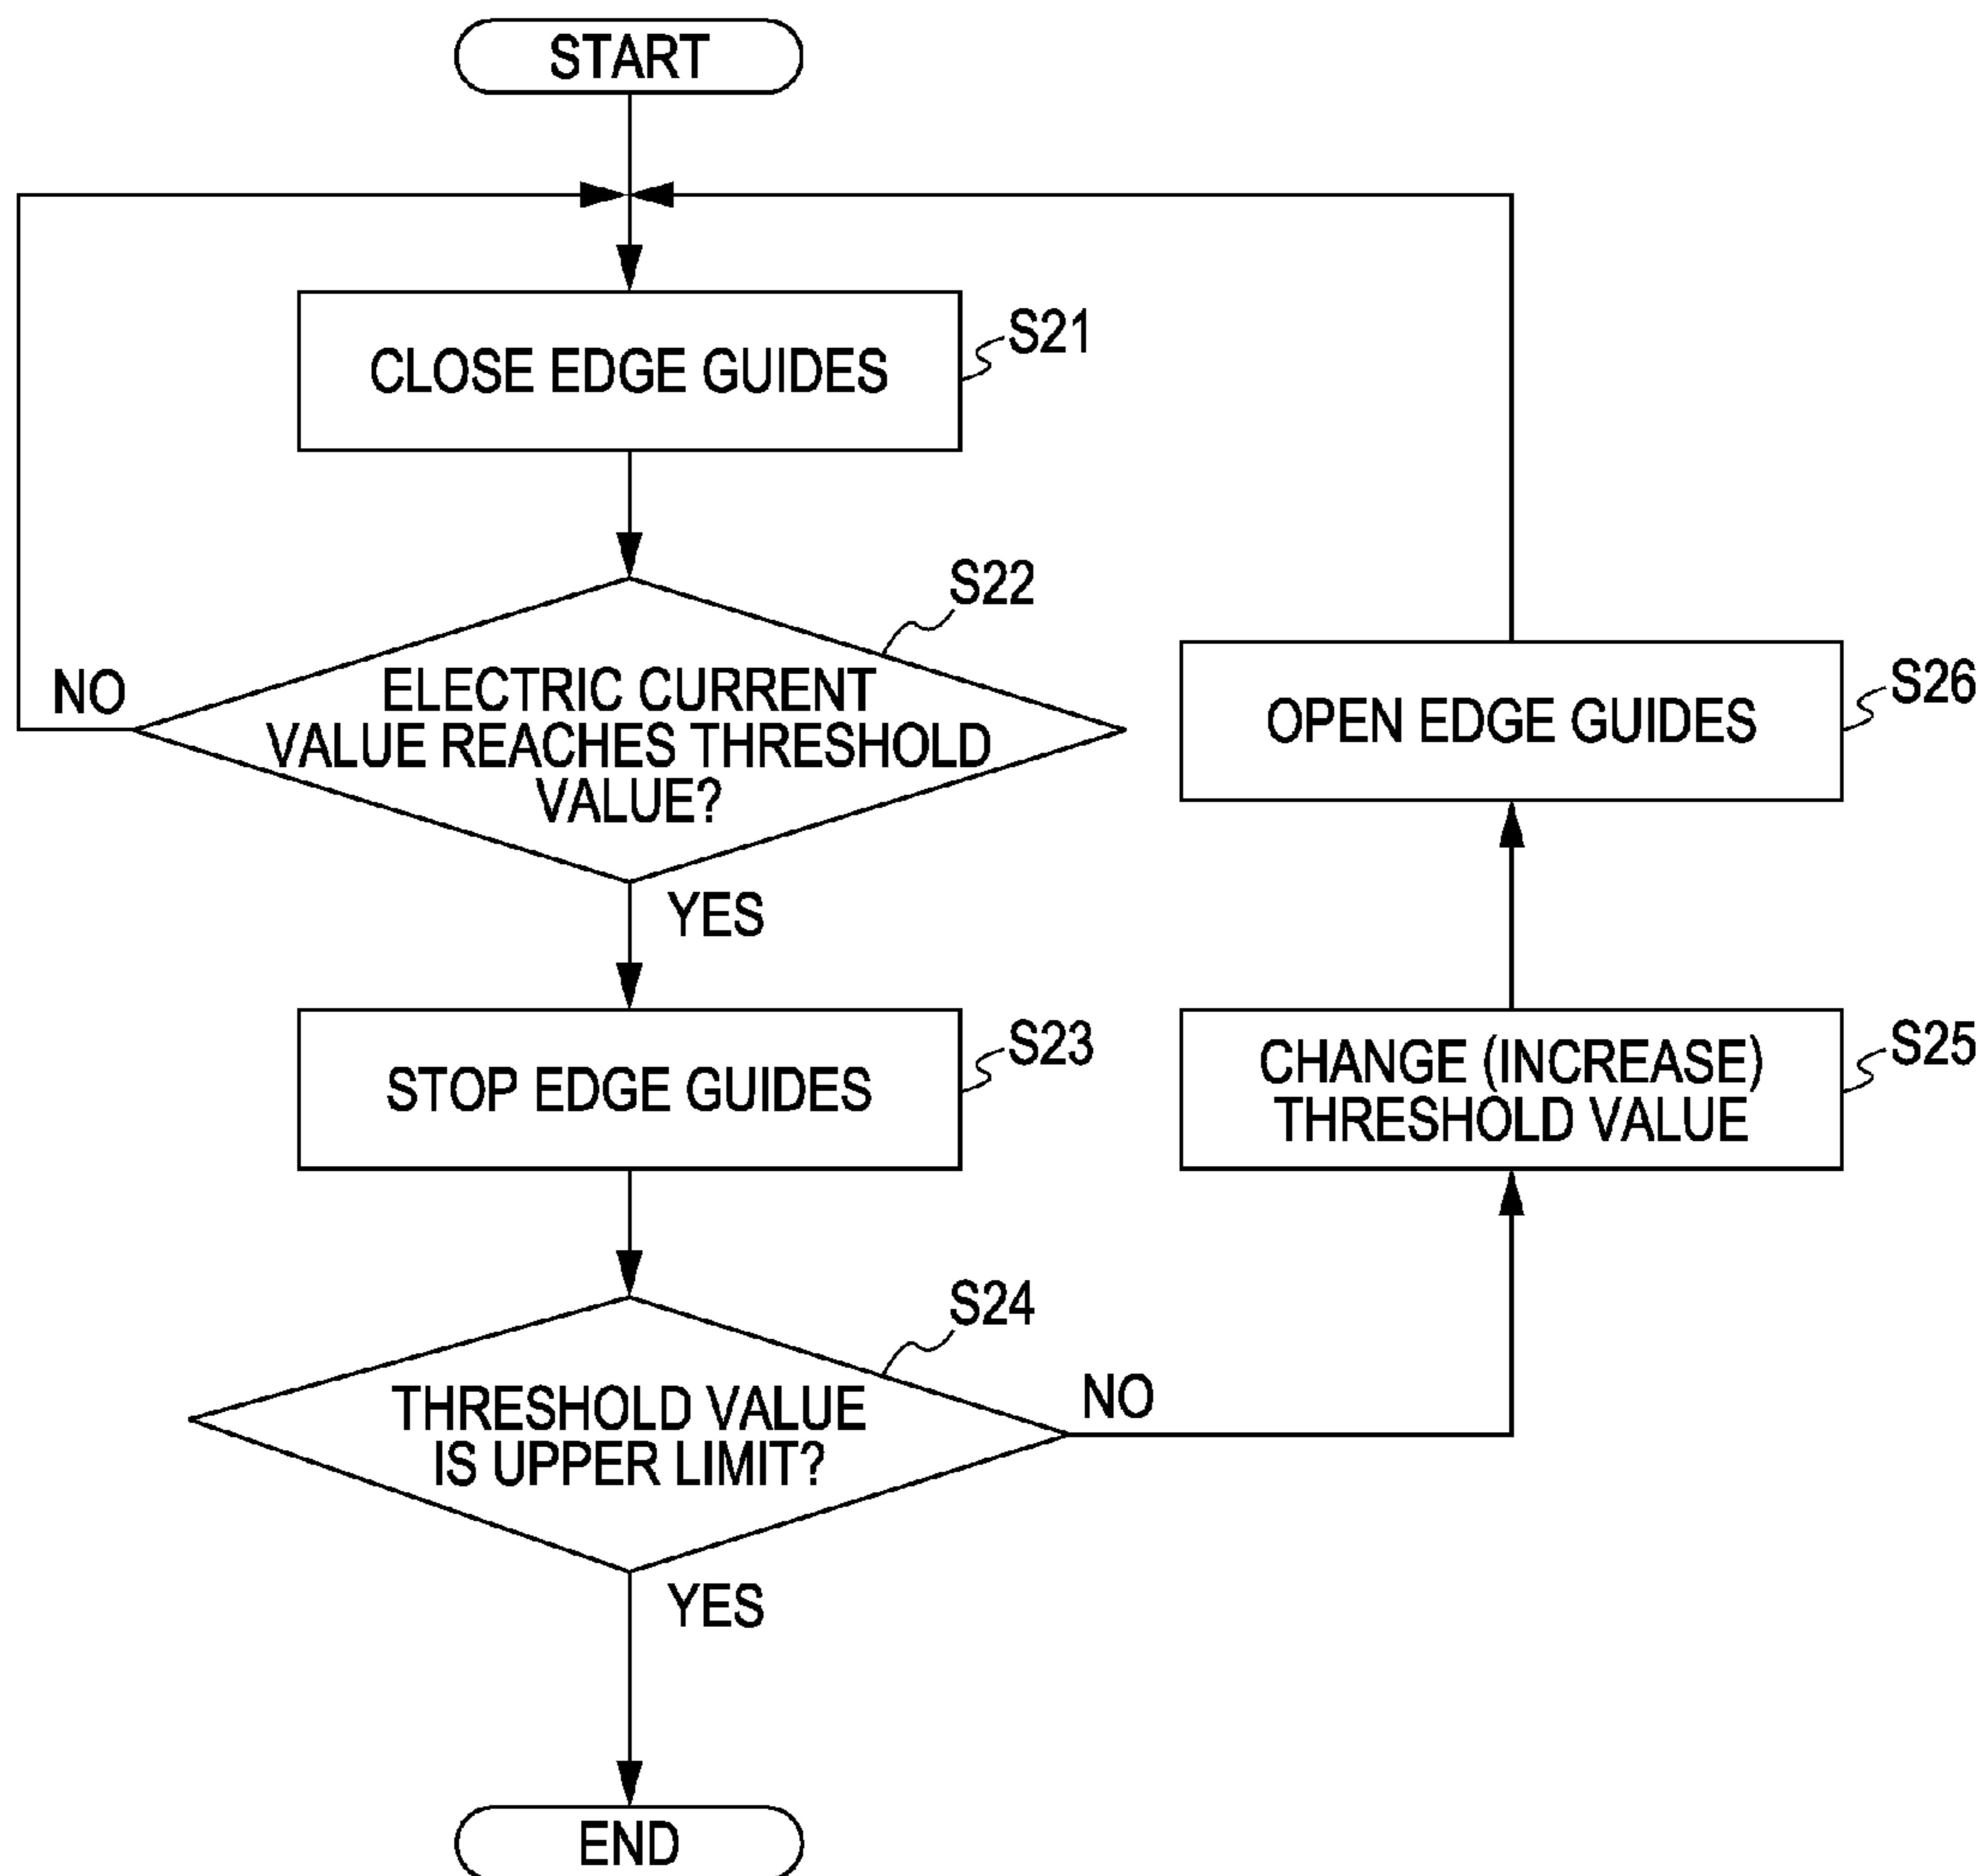 START
CLOSE EDGE GUIDES
S21
S22
ELECTRIC CURRENT
VALUE REACHES THRESHOLD
VALUE?
NO
YES
STOP EDGE GUIDES
S23
S24
THRESHOLD VALUE
IS UPPER LIMIT?
NO
YES
CHANGE (INCREASE)
THRESHOLD VALUE
S25
OPEN EDGE GUIDES
S26
END